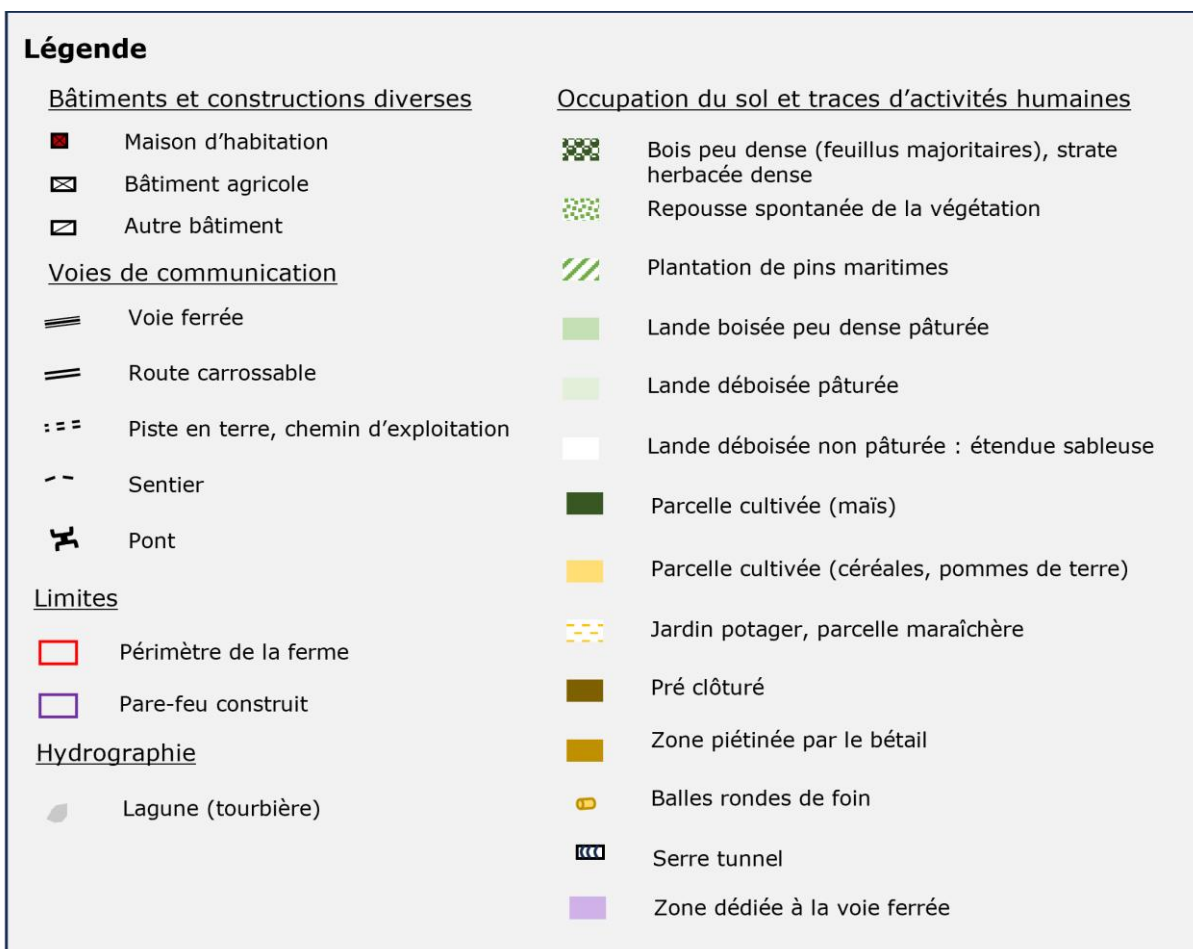 Légende
Bâtiments et constructions diverses
Maison d'habitation
Bâtiment agricole
Autre bâtiment
Voies de communication
Voie ferrée
Route carrossable
Piste en terre, chemin d'exploitation
Sentier
Pont
Limites
Périmètre de la ferme
Pare-feu construit
Hydrographie
Lagune (tourbière)
Occupation du sol et traces d'activités humaines
Bois peu dense (feuillus majoritaires), strate
herbacée dense
Repousse spontanée de la végétation
Plantation de pins maritimes
Lande boisée peu dense pâturée
Lande déboisée pâturée
Lande déboisée non pâturée : étendue sableuse
Parcelle cultivée (maïs)
Parcelle cultivée (céréales, pommes de terre)
Jardin potager, parcelle maraîchère
Pré clôturé
Zone piétinée par le bétail
Balles rondes de foin
Serre tunnel
Zone dédiée à la voie ferrée